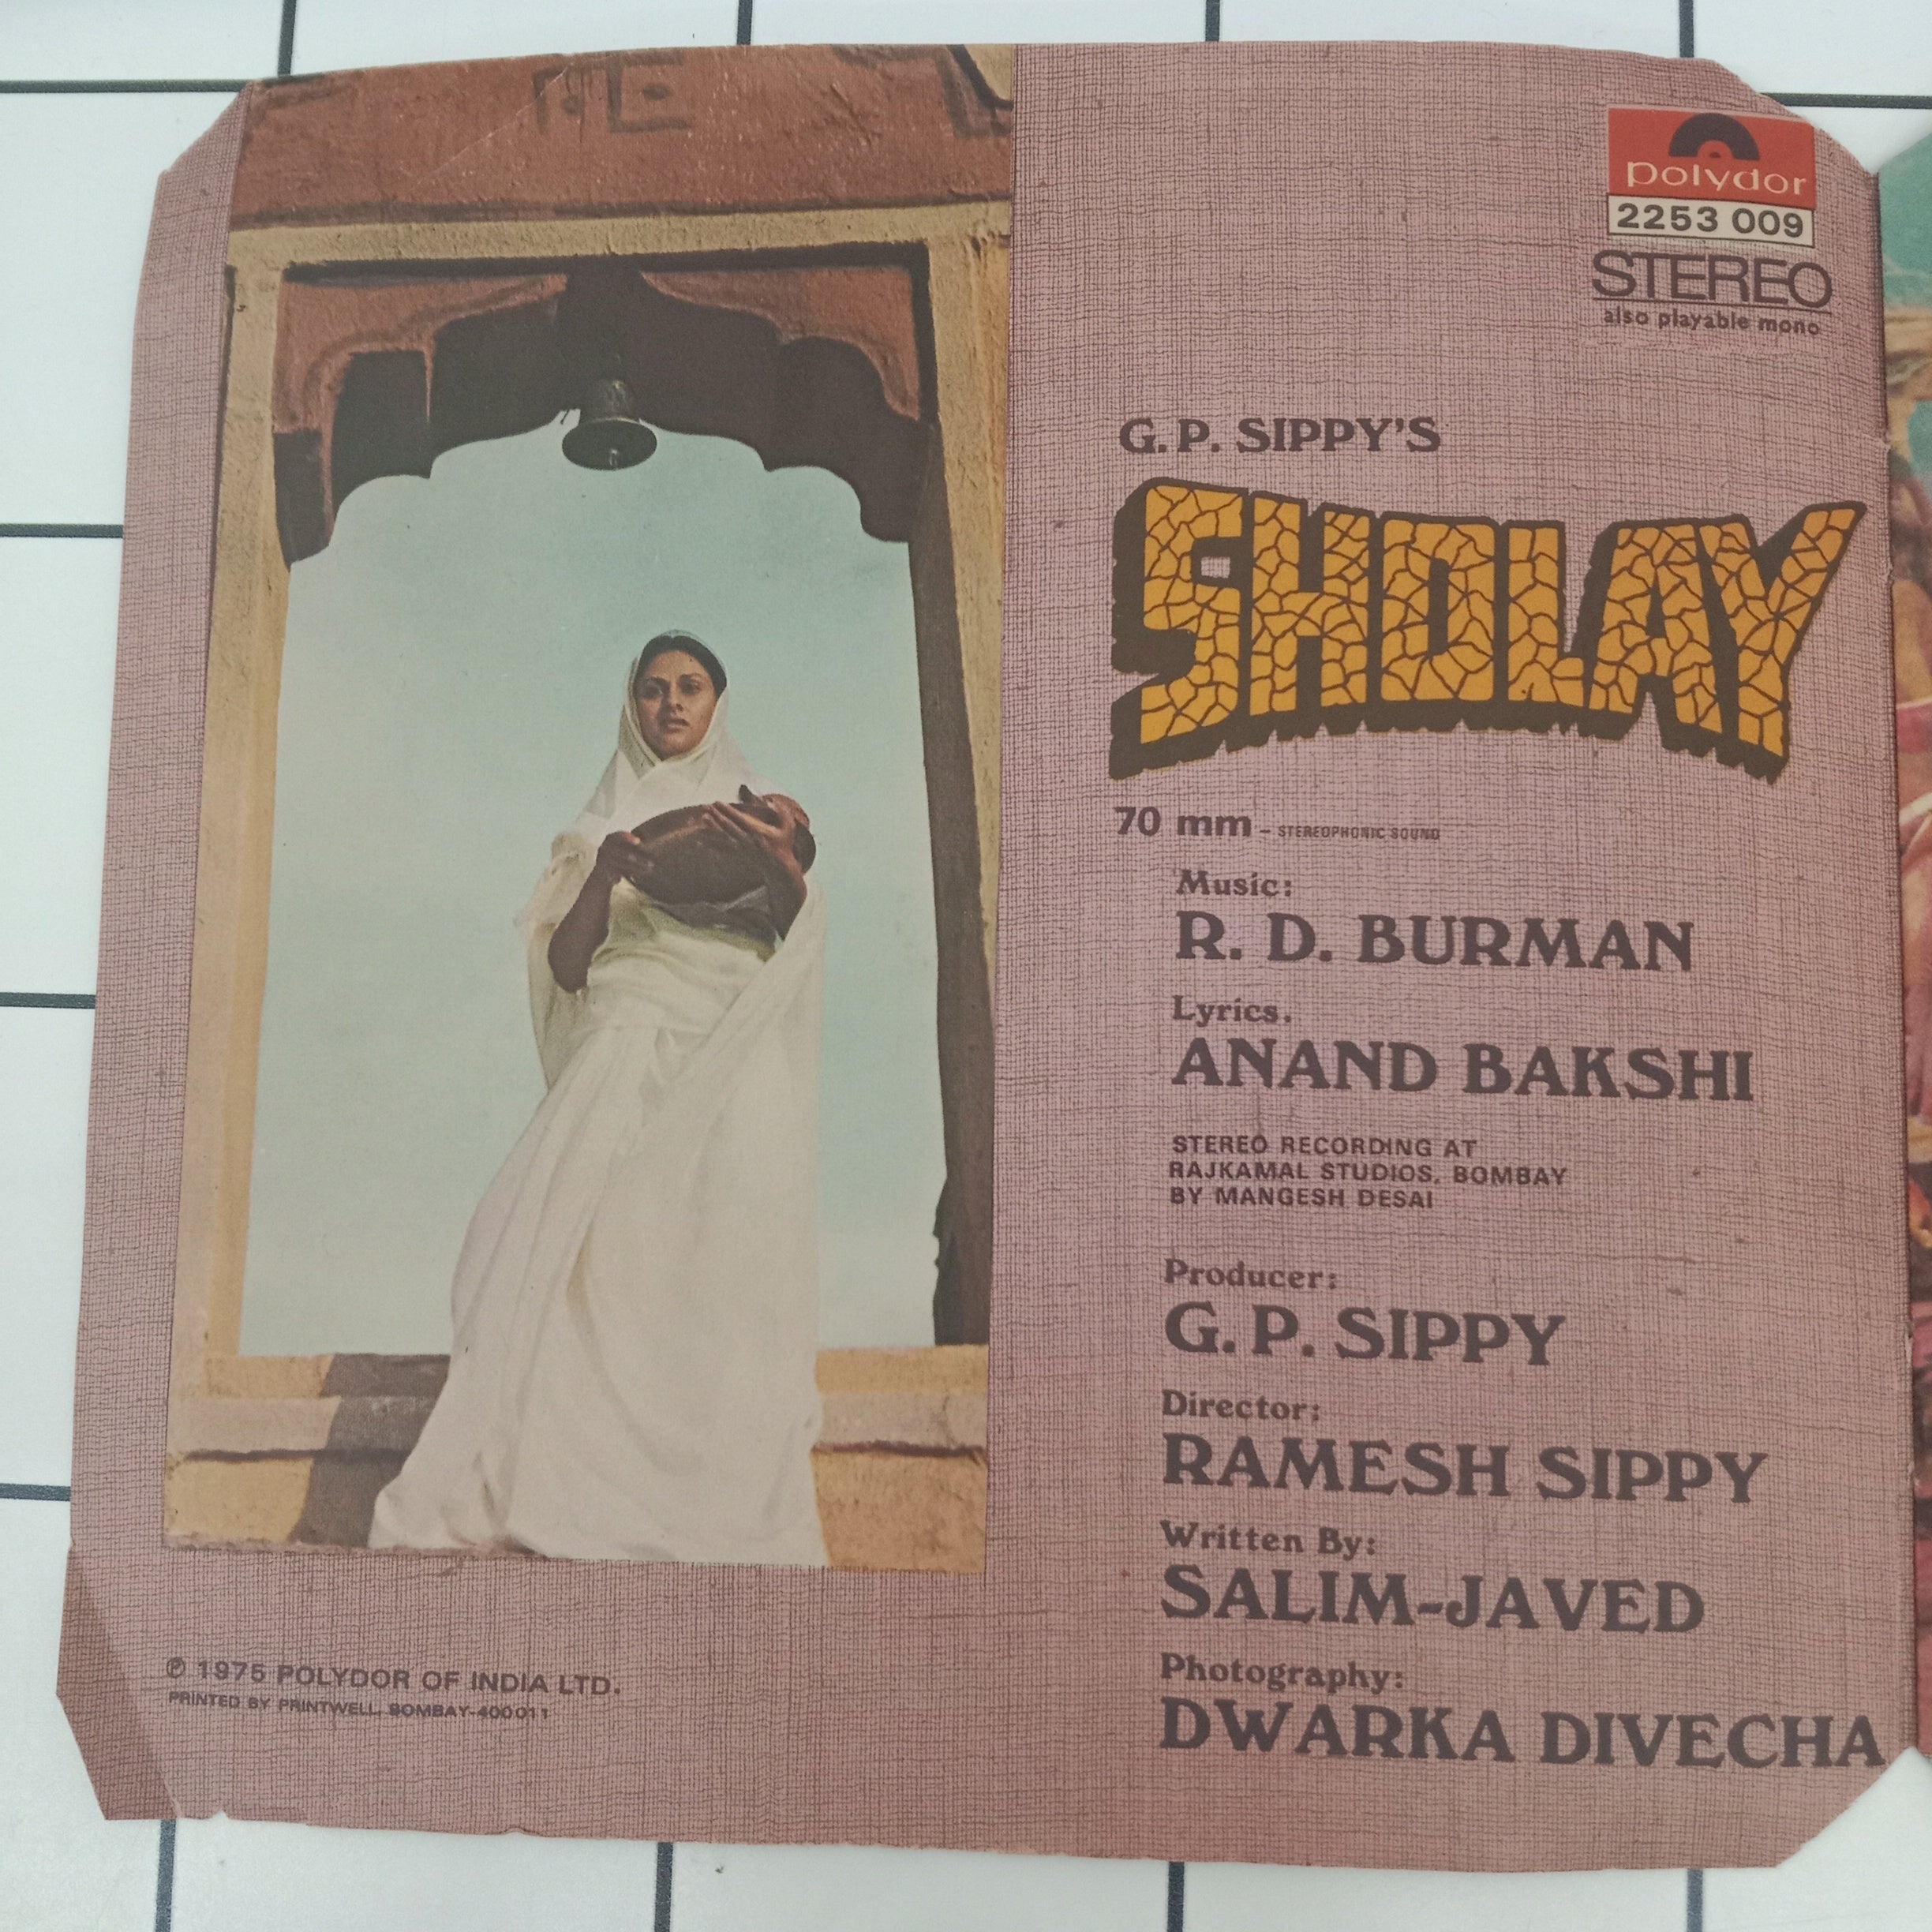 polydor
2253 009
STEREO
also playable mono
G. P. SIPPY'S
SHOLAY
70 mm – STEREOPHONIC SOUND
Music:
R. D. BURMAN
Lyrics.
ANAND BAKSHI
STEREO RECORDING AT
RAJKAMAL STUDIOS, BOMBAY
BY MANGESH DESAI
Producer:
G. P. SIPPY
Director:
RAMESH SIPPY
Written By:
SALIM-JAVED
Photography:
DWARKA DIVECHA
℗ 1975 POLYDOR OF INDIA LTD.
PRINTED BY PRINTWELL, BOMBAY-400011